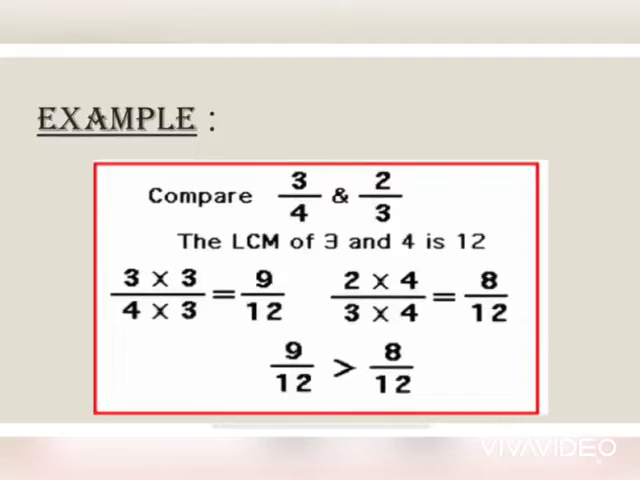 EXAMPLE :
Compare 3/4 & 2/3
The LCM of 3 and 4 is 12
3 x 3 / 4 x 3 = 9/12 2 x 4 / 3 x 4 = 8/12
9/12 > 8/12
VIVAVIDEO